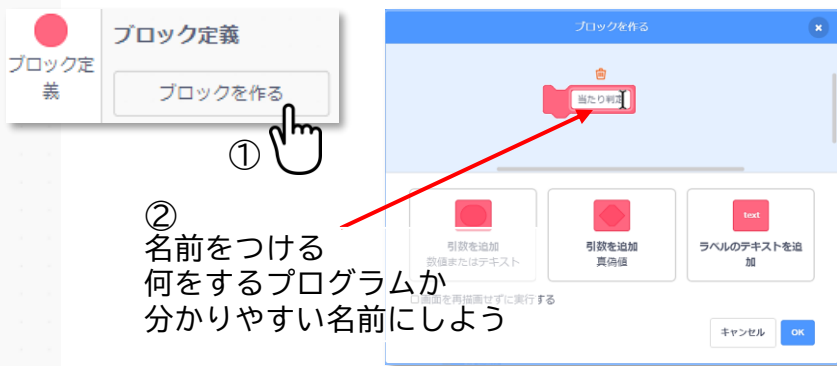 ブロック定義
ブロック定
義
ブロックを作る
①
②
名前をつける
何をするプログラムか
分かりやすい名前にしよう
ブロックを作る
当たり判定
引数を追加
数値またはテキスト
引数を追加
真偽値
text
ラベルのテキストを追
加
画面を再描画せずに実行する
キャンセル
OK